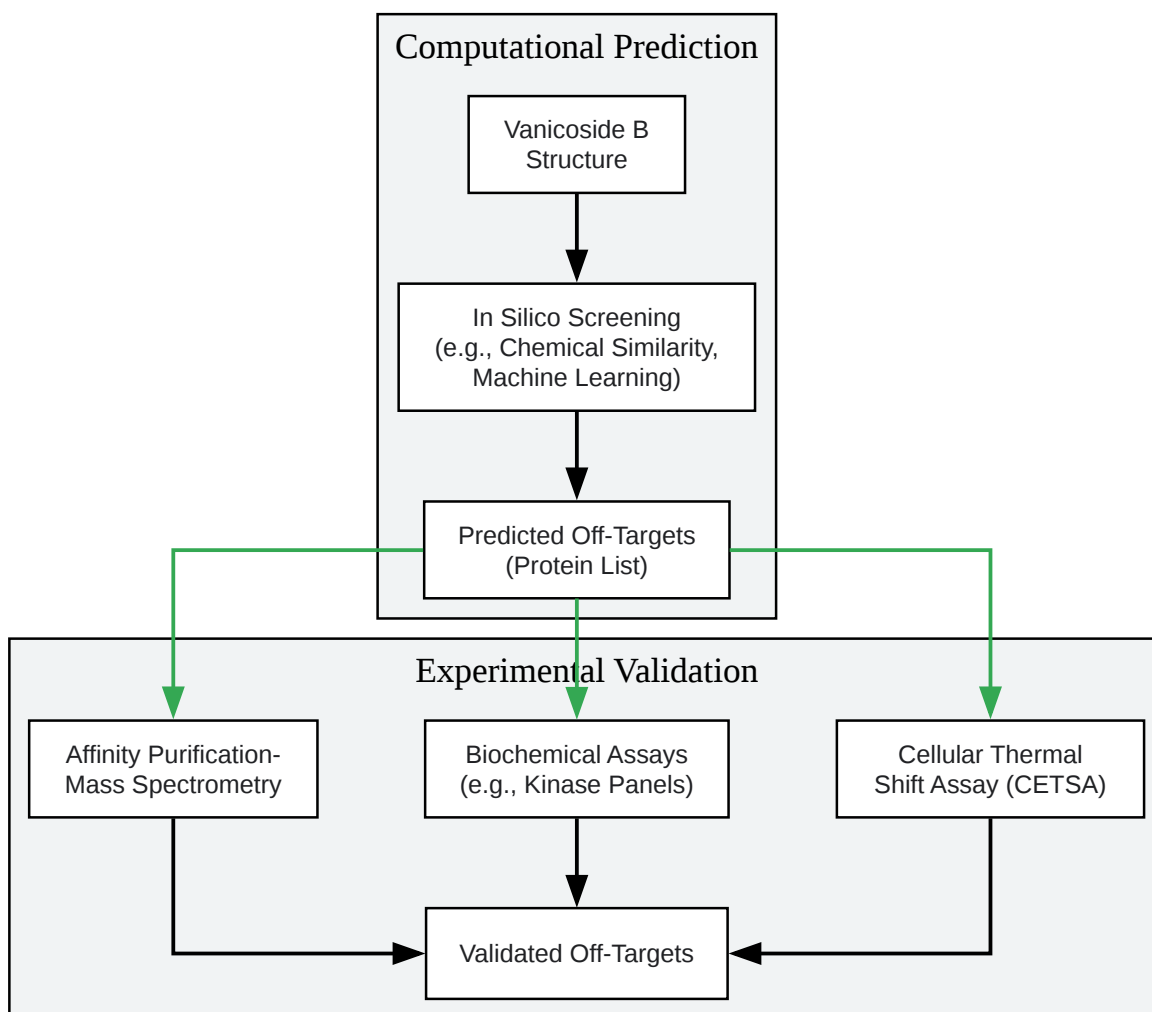 Computational Prediction
Vanicoside B
Structure
In Silico Screening
(e.g., Chemical Similarity,
Machine Learning)
Predicted Off-Targets
(Protein List)
Experimental Validation
Affinity Purification-
Mass Spectrometry
Biochemical Assays
(e.g., Kinase Panels)
Cellular Thermal
Shift Assay (CETSA)
Validated Off-Targets